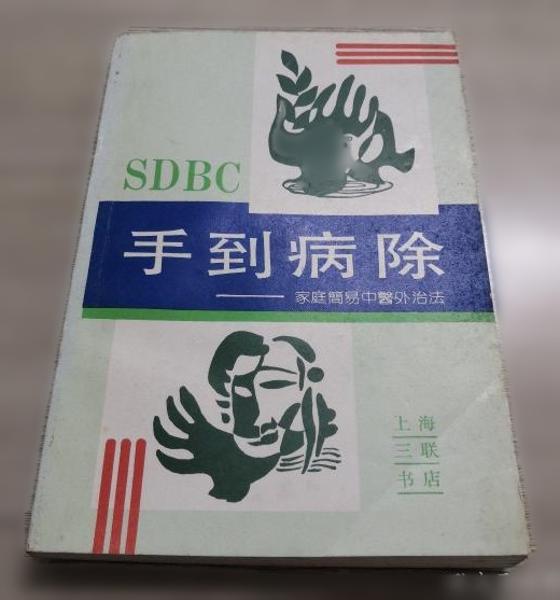 SDBC
手到病除
——家庭簡易中醫外治法
上海
三联
书店